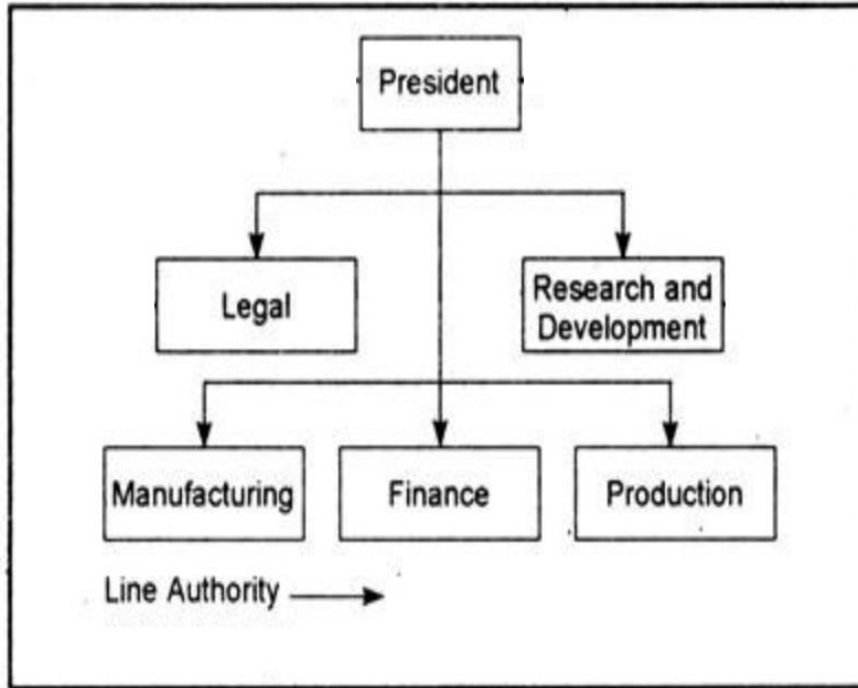 President
Legal
Research and
Development
Manufacturing
Finance
Production
Line Authority